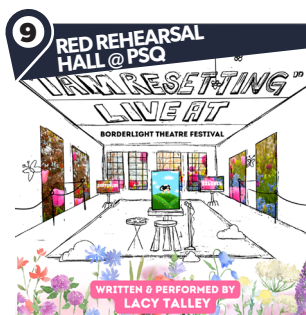 9
RED REHEARSAL
HALL @ PSQ
"I AM RESETTING"
LIVE AT
BORDERLIGHT THEATRE FESTIVAL
WRITTEN & PERFORMED BY
LACY TALLEY